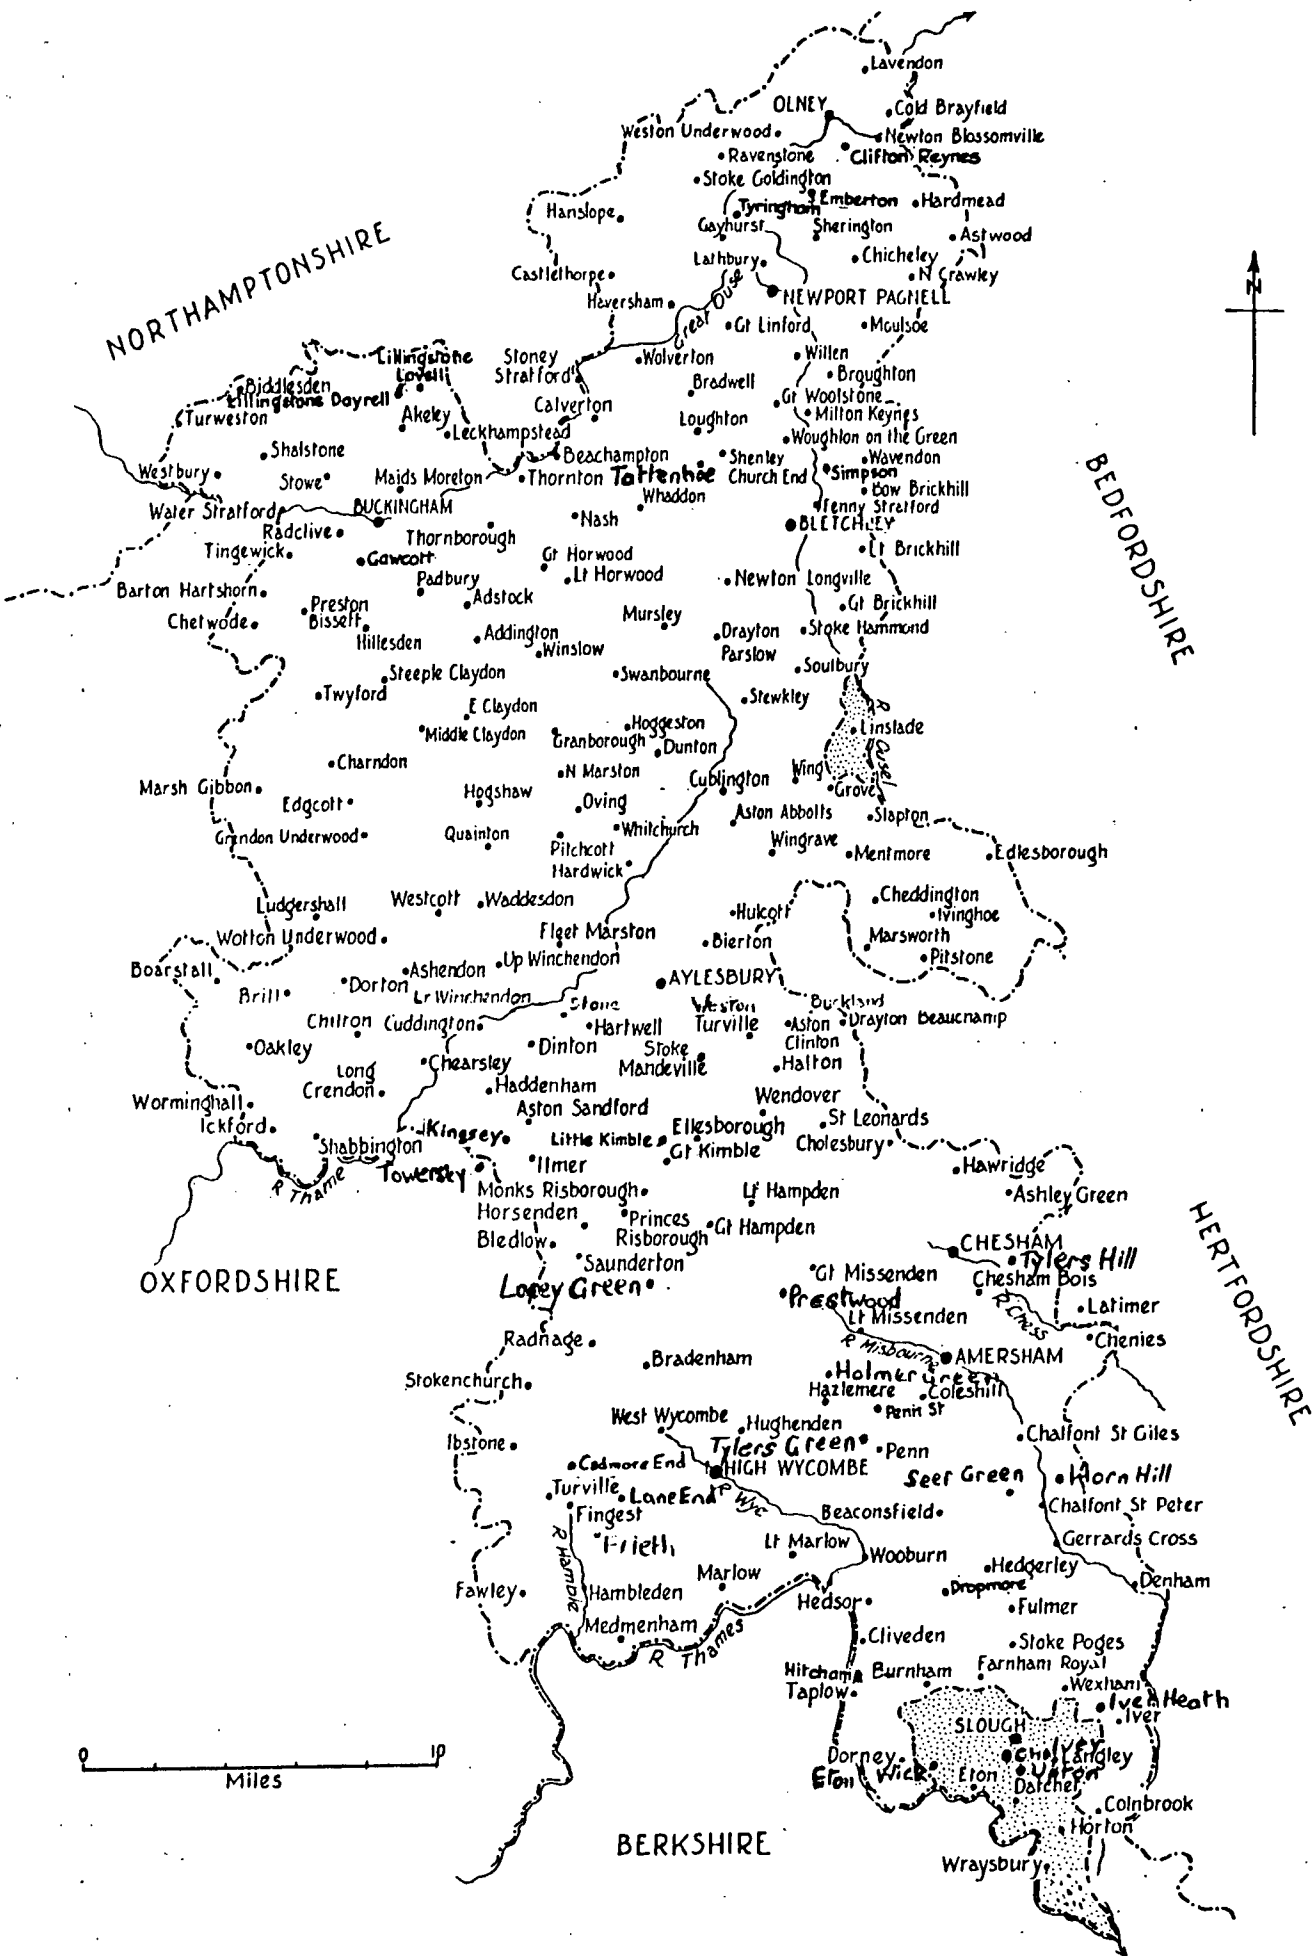 Lavendon
OLNEY
Cold Brayfield
Weston Underwood
Newton Blossomville
Ravenstone
Clifton Reynes
Stoke Goldington
Emberton
Hardmead
Tyringham
Hanslope
Gayhurst
Sherington
Astwood
NORTHAMPTONSHIRE
Lathbury
Chicheley
N Crawley
Castlethorpe
N
Haversham
Great Ouse
NEWPORT PAGNELL
Gt Linford
Moulsoe
Lillingstone
Lovell
Stoney
Stratford
Wolverton
Willen
Biddlesden
Bradwell
Broughton
Lillingstone Dayrell
Gt Woolstone
Turweston
Akeley
Calverton
Loughton
Milton Keynes
Leckhampstead
Woughton on the Green
Shalstone
Beachampton
Shenley
Church End
Wavendon
Westbury
Stowe
Maids Moreton
Thornton
Tattenhoe
Simpson
Whaddon
Bow Brickhill
Water Stratford
BUCKINGHAM
Fenny Stratford
Radclive
Nash
BLETCHLEY
BEDFORDSHIRE
Thornborough
Tingewick
Gawcott
Gt Horwood
Lt Brickhill
Padbury
Lt Horwood
Newton Longville
Barton Hartshorn
Adstock
Preston
Bissett
Gt Brickhill
Chetwode
Mursley
Hillesden
Addington
Drayton
Parslow
Stoke Hammond
Winslow
Soulbury
Steeple Claydon
Swanbourne
Twyford
Stewkley
E Claydon
R Ousel
Hoggeston
Linslade
Middle Claydon
Granborough
Dunton
Charndon
N Marston
Cublington
Wing
Marsh Gibbon
Hogshaw
Grove
Edgcott
Oving
Aston Abbotts
Slapton
Grendon Underwood
Quainton
Whitchurch
Wingrave
Pitchcott
Mentmore
Edlesborough
Hardwick
Cheddington
Ludgershall
Westcott
Waddesdon
Hulcott
Ivinghoe
Wotton Underwood
Fleet Marston
Bierton
Marsworth
Pitstone
Boarstall
Ashendon
Up Winchendon
AYLESBURY
Brill
Dorton
Lr Winchendon
Stone
Weston
Turville
Buckland
Chilton
Cuddington
Hartwell
Aston
Clinton
Drayton Beauchamp
Oakley
Dinton
Stoke
Mandeville
Chearsley
Halton
Long
Crendon
Haddenham
Wendover
Worminghall
Aston Sandford
St Leonards
Ickford
Kingsey
Little Kimble
Ellesborough
Cholesbury
Shabbington
Gt Kimble
Hawridge
R Thame
Towersey
Ilmer
Monks Risborough
Lt Hampden
Ashley Green
Horsenden
Princes
Risborough
Gt Hampden
Bledlow
HERTFORDSHIRE
CHESHAM
Tylers Hill
Saunderton
OXFORDSHIRE
Lacey Green
Gt Missenden
Chesham Bois
Prestwood
R Chess
Latimer
Lt Missenden
Radnage
R Misbourne
Chenies
Bradenham
AMERSHAM
Holmer Green
Stokenchurch
Hazlemere
Coleshill
Penn St
West Wycombe
Hughenden
Chalfont St Giles
Ibstone
Tylers Green
Penn
Cadmore End
HIGH WYCOMBE
Seer Green
Horn Hill
Turville
Lane End
R Wyc
Fingest
Beaconsfield
Chalfont St Peter
Frieth
Lt Marlow
Gerrards Cross
R Hamble
Wooburn
Marlow
Hedgerley
Fawley
Hambleden
Dropmore
Denham
Hedsor
Fulmer
Medmenham
R Thames
Cliveden
Stoke Poges
Hitcham
Burnham
Farnham Royal
Taplow
Wexham
Iver Heath
Iver
SLOUGH
0
10
Miles
Dorney
Chalvey
Langley
Eton Wick
Eton
Upton
Datchet
Colnbrook
Horton
BERKSHIRE
Wraysbury